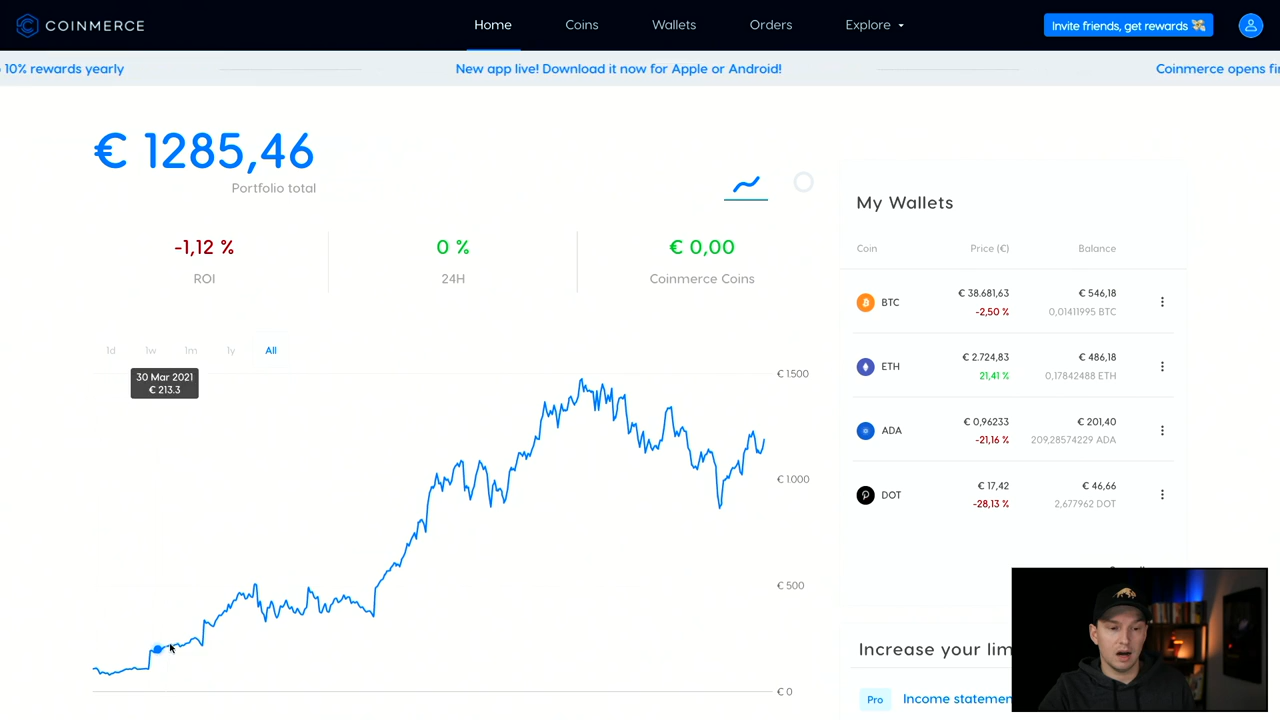 COINMERCE
Home
Coins
Wallets
Orders
Explore
Invite friends, get rewards 💸
10% rewards yearly
New app live! Download it now for Apple or Android!
Coinmerce opens
€ 1285,46
Portfolio total
-1,12 %
ROI
0 %
24H
€ 0,00
Coinmerce Coins
1d
1w
1m
1y
All
30 Mar 2021
€ 213.3
€ 1500
€ 1000
€ 500
€ 0
My Wallets
Coin
Price (€)
Balance
BTC
€ 38.681,63
-2,50 %
€ 546,18
0,01411995 BTC
ETH
€ 2.724,83
21,41 %
€ 486,18
0,17842488 ETH
ADA
€ 0,96233
-21,16 %
€ 201,40
209,28574229 ADA
DOT
€ 17,42
-28,13 %
€ 46,66
2,677962 DOT
Increase your lim
Pro
Income statemen